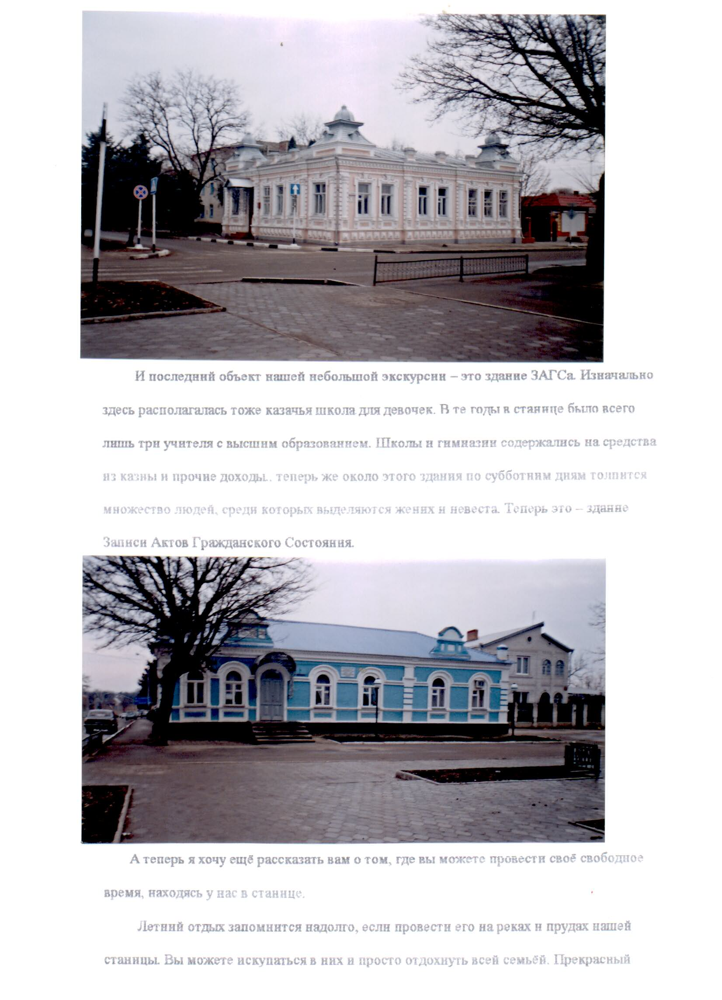 И последний объект нашей небольшой экскурсии – это здание ЗАГСа. Изначально
здесь располагалась тоже казачья школа для девочек. В те годы в станице было всего
лишь три учителя с высшим образованием. Школы и гимназии содержались на средства
из казны и прочие доходы.. теперь же около этого здания по субботним дням толпится
множество людей, среди которых выделяются жених и невеста. Теперь это – здание
Записи Актов Гражданского Состояния.
А теперь я хочу ещё рассказать вам о том, где вы можете провести своё свободное
время, находясь у нас в станице.
Летний отдых запомнится надолго, если провести его на реках и прудах нашей
станицы. Вы можете искупаться в них и просто отдохнуть всей семьёй. Прекрасный